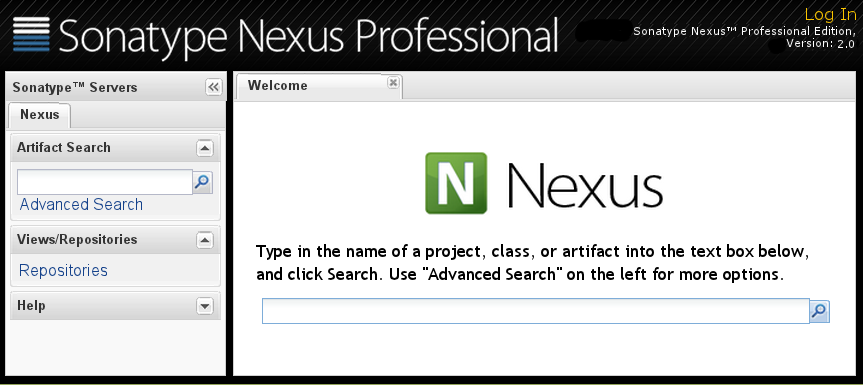 Log In
Sonatype Nexus Professional
Sonatype Nexus™ Professional Edition,
Version: 2.0
Sonatype™ Servers
Nexus
Artifact Search
Advanced Search
Views/Repositories
Repositories
Help
Welcome
N Nexus
Type in the name of a project, class, or artifact into the text box below,
and click Search. Use "Advanced Search" on the left for more options.